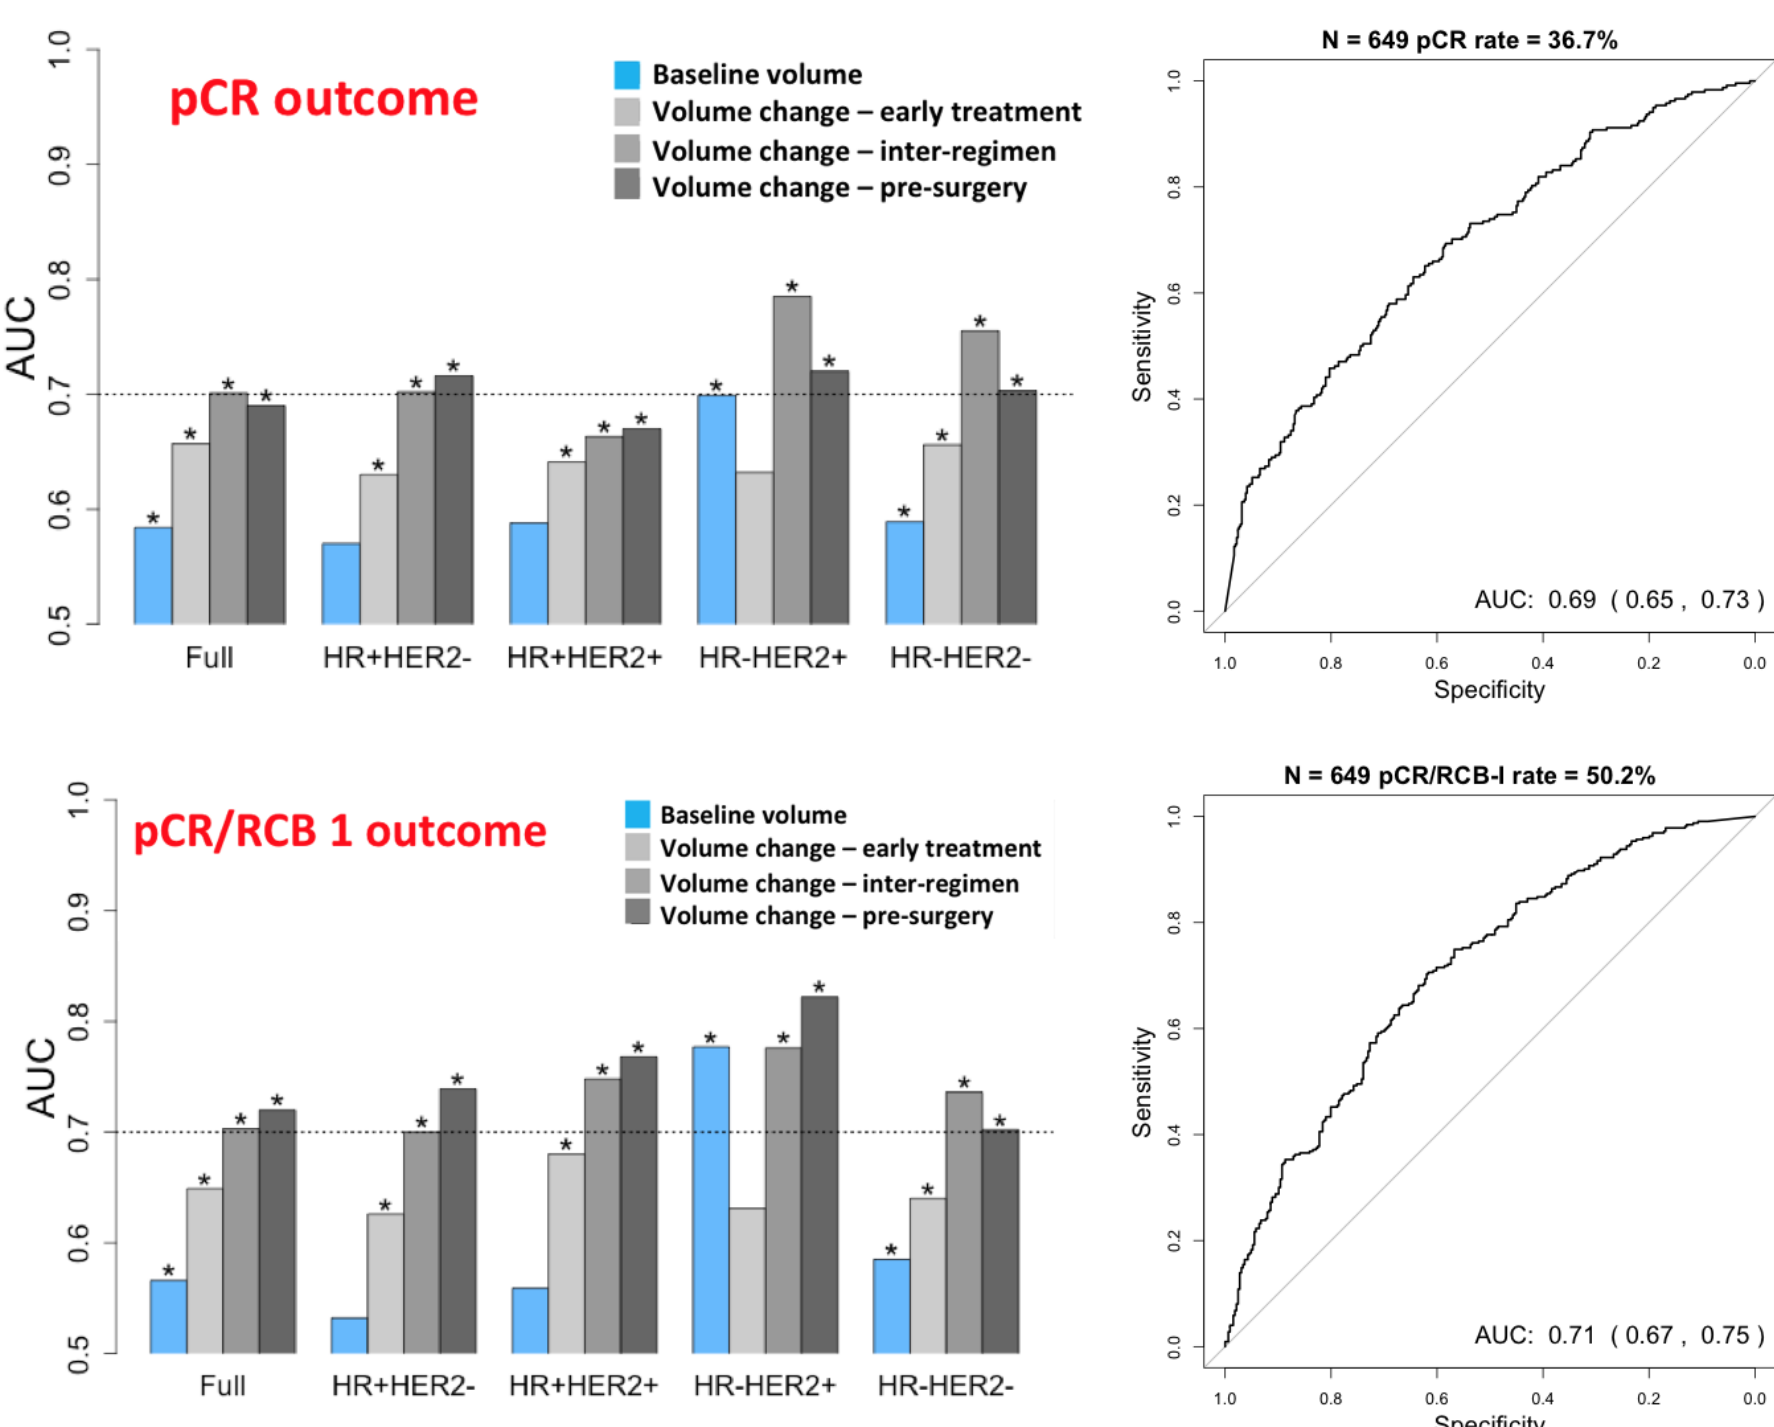 pCR outcome
Baseline volume
Volume change – early treatment
Volume change – inter-regimen
Volume change – pre-surgery
AUC
1.0
0.9
0.8
0.7
0.6
0.5
* * * *
* * *
* * *
* * *
* * * *
Full HR+HER2- HR+HER2+ HR-HER2+ HR-HER2-
N = 649 pCR rate = 36.7%
Sensitivity
1.0
0.8
0.6
0.4
0.2
0.0
AUC: 0.69 ( 0.65 , 0.73 )
1.0 0.8 0.6 0.4 0.2 0.0
Specificity
pCR/RCB 1 outcome
Baseline volume
Volume change – early treatment
Volume change – inter-regimen
Volume change – pre-surgery
AUC
1.0
0.9
0.8
0.7
0.6
0.5
* * * *
* * *
* * *
* * *
* * * *
Full HR+HER2- HR+HER2+ HR-HER2+ HR-HER2-
N = 649 pCR/RCB-I rate = 50.2%
Sensitivity
1.0
0.8
0.6
0.4
0.2
0.0
AUC: 0.71 ( 0.67 , 0.75 )
1.0 0.8 0.6 0.4 0.2 0.0
Specificity